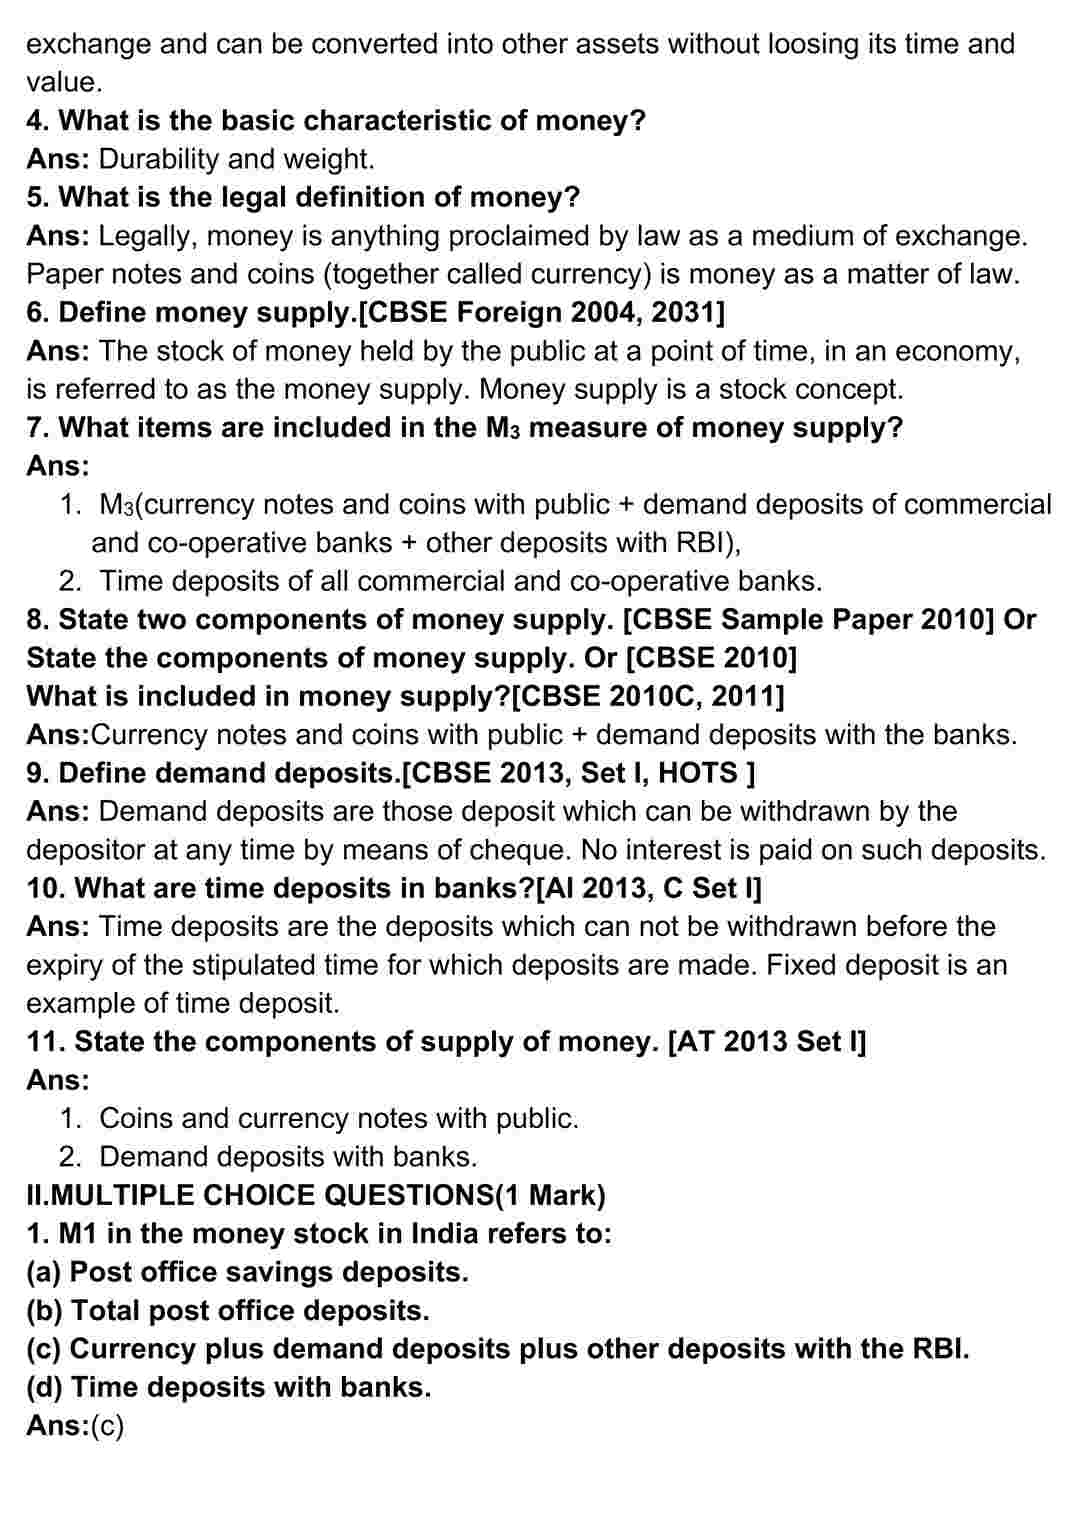 exchange and can be converted into other assets without loosing its time and
value.
4. What is the basic characteristic of money?
Ans: Durability and weight.
5. What is the legal definition of money?
Ans: Legally, money is anything proclaimed by law as a medium of exchange.
Paper notes and coins (together called currency) is money as a matter of law.
6. Define money supply.[CBSE Foreign 2004, 2031]
Ans: The stock of money held by the public at a point of time, in an economy,
is referred to as the money supply. Money supply is a stock concept.
7. What items are included in the M3 measure of money supply?
Ans:
1. M3(currency notes and coins with public + demand deposits of commercial
and co-operative banks + other deposits with RBI),
2. Time deposits of all commercial and co-operative banks.
8. State two components of money supply. [CBSE Sample Paper 2010] Or
State the components of money supply. Or [CBSE 2010]
What is included in money supply?[CBSE 2010C, 2011]
Ans:Currency notes and coins with public + demand deposits with the banks.
9. Define demand deposits.[CBSE 2013, Set I, HOTS ]
Ans: Demand deposits are those deposit which can be withdrawn by the
depositor at any time by means of cheque. No interest is paid on such deposits.
10. What are time deposits in banks?[AI 2013, C Set I]
Ans: Time deposits are the deposits which can not be withdrawn before the
expiry of the stipulated time for which deposits are made. Fixed deposit is an
example of time deposit.
11. State the components of supply of money. [AT 2013 Set I]
Ans:
1. Coins and currency notes with public.
2. Demand deposits with banks.
II.MULTIPLE CHOICE QUESTIONS(1 Mark)
1. M1 in the money stock in India refers to:
(a) Post office savings deposits.
(b) Total post office deposits.
(c) Currency plus demand deposits plus other deposits with the RBI.
(d) Time deposits with banks.
Ans:(c)